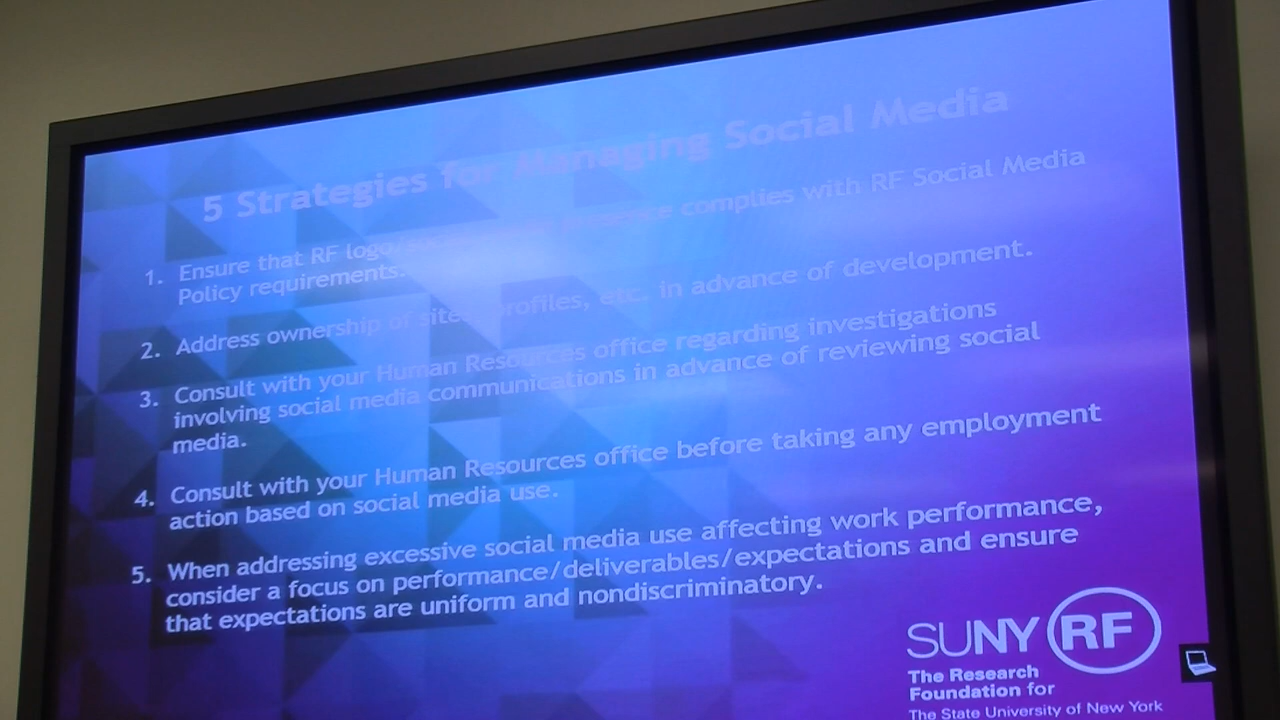 5 Strategies for Managing Social Media
1. Ensure that RF presence complies with RF Social Media
Policy requirements.
2. Address ownership of sites, profiles, etc. in advance of development.
3. Consult with your Human Resources office regarding investigations
involving social media communications in advance of reviewing social
media.
4. Consult with your Human Resources office before taking any employment
action based on social media use.
5. When addressing excessive social media use affecting work performance,
consider a focus on performance/deliverables/expectations and ensure
that expectations are uniform and nondiscriminatory.
SUNY RF
The Research
Foundation for
The State University of New York